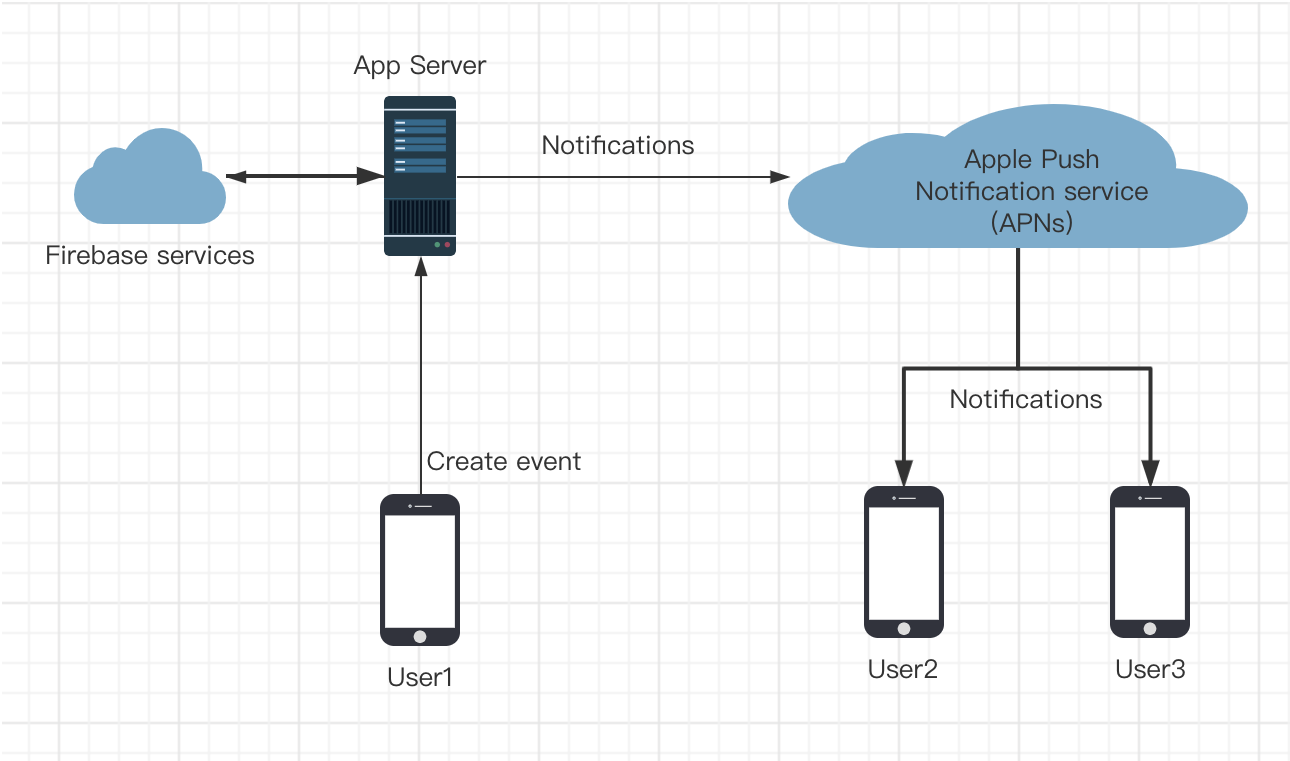 App Server
Notifications
Apple Push
Notification service
(APNs)
Firebase services
Notifications
Create event
User1
User2
User3